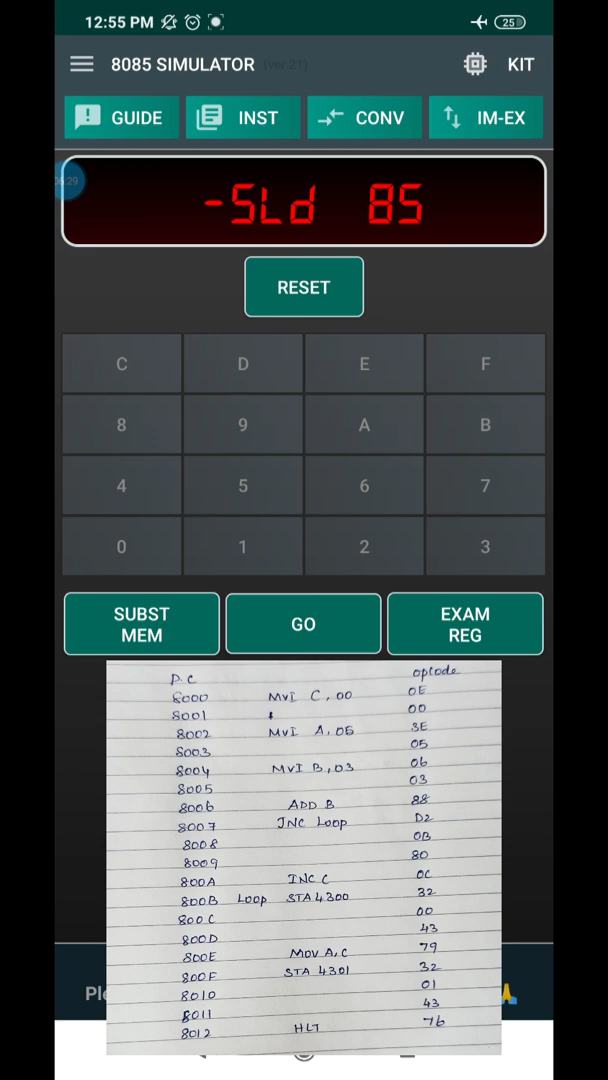 12:55 PM 25
8085 SIMULATOR (ver.21) KIT
GUIDE INST CONV IM-EX
06:29
-SLd 85
RESET
C D E F
8 9 A B
4 5 6 7
0 1 2 3
SUBST MEM GO EXAM REG
P.C opcode
8000 MVI C, 00 0E
8001 00
8002 MVI A, 05 3E
8003 05
8004 MVI B, 03 06
8005 03
8006 ADD B 88
8007 JNC Loop D2
8008 0B
8009 80
800A INC C 0C
800B Loop STA 4300 32
800C 00
800D 43
800E MOV A, C 79
800F STA 4301 32
8010 01
8011 43
8012 HLT 76